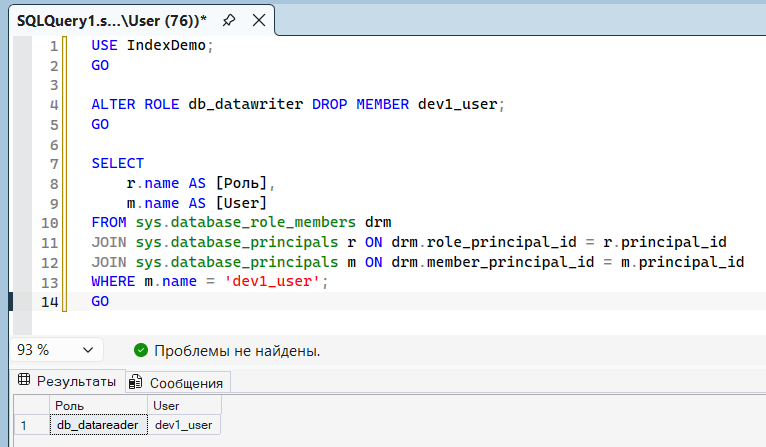 SQLQuery1.s...\User (76))*
1 USE IndexDemo;
2 GO
3
4 ALTER ROLE db_datawriter DROP MEMBER dev1_user;
5 GO
6
7 SELECT
8 r.name AS [Роль],
9 m.name AS [User]
10 FROM sys.database_role_members drm
11 JOIN sys.database_principals r ON drm.role_principal_id = r.principal_id
12 JOIN sys.database_principals m ON drm.member_principal_id = m.principal_id
13 WHERE m.name = 'dev1_user';
14 GO
93 % Проблемы не найдены.
Результаты Сообщения
Роль User
1 db_datareader dev1_user